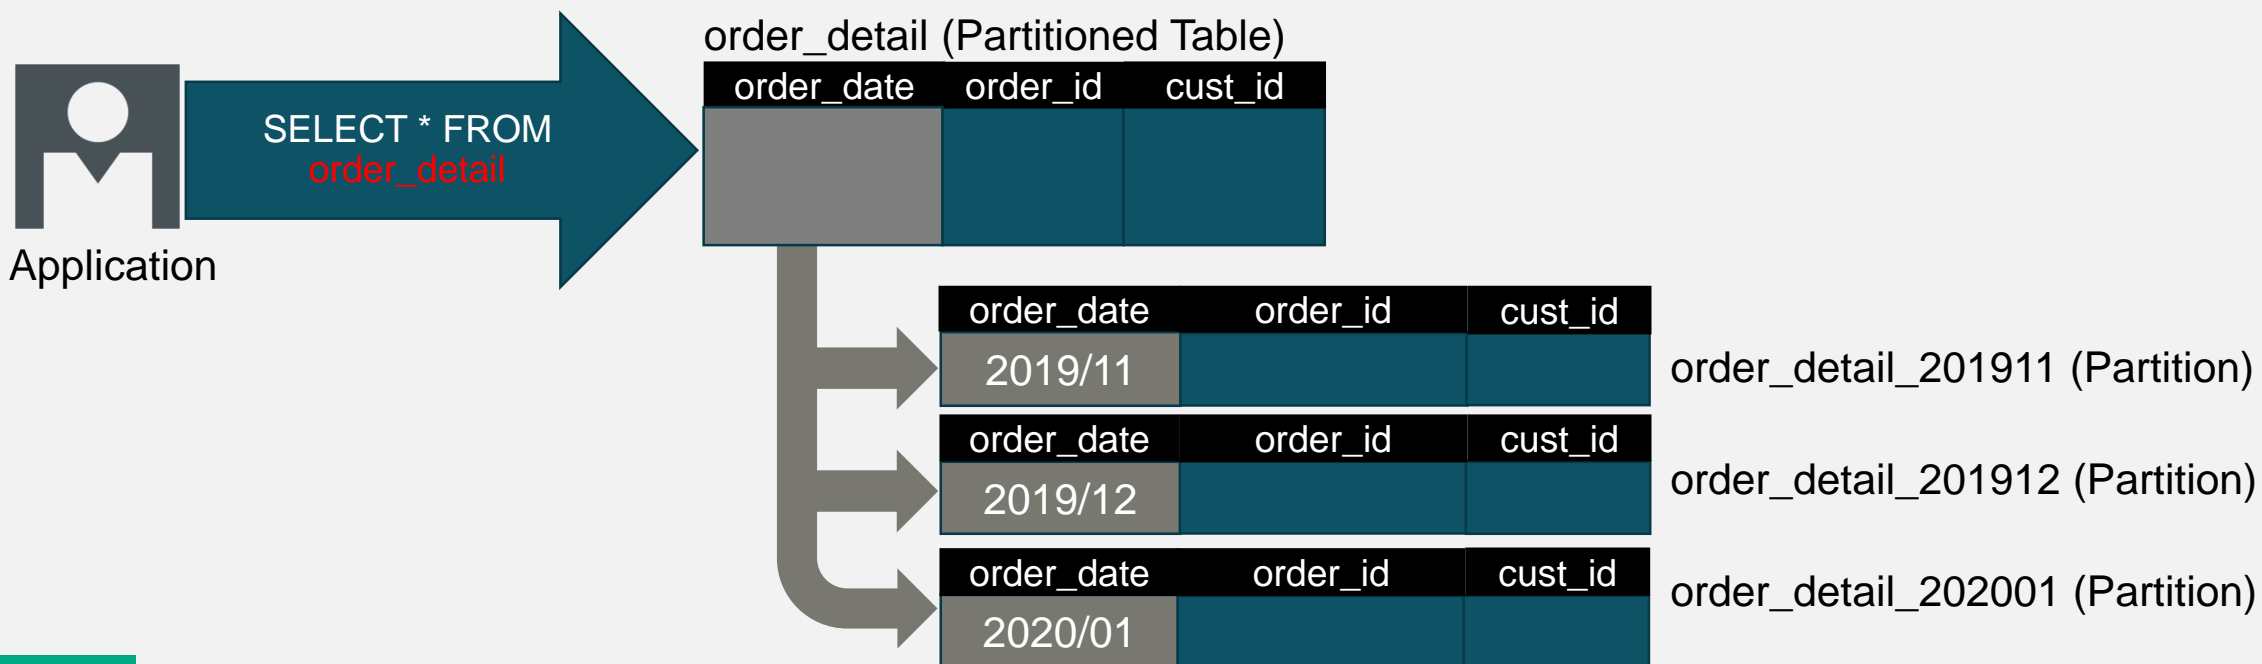 order_detail (Partitioned Table)
order_date order_id cust_id
SELECT * FROM
order_detail
Application
order_date order_id cust_id
2019/11
order_detail_201911 (Partition)
order_date order_id cust_id
2019/12
order_detail_201912 (Partition)
order_date order_id cust_id
2020/01
order_detail_202001 (Partition)